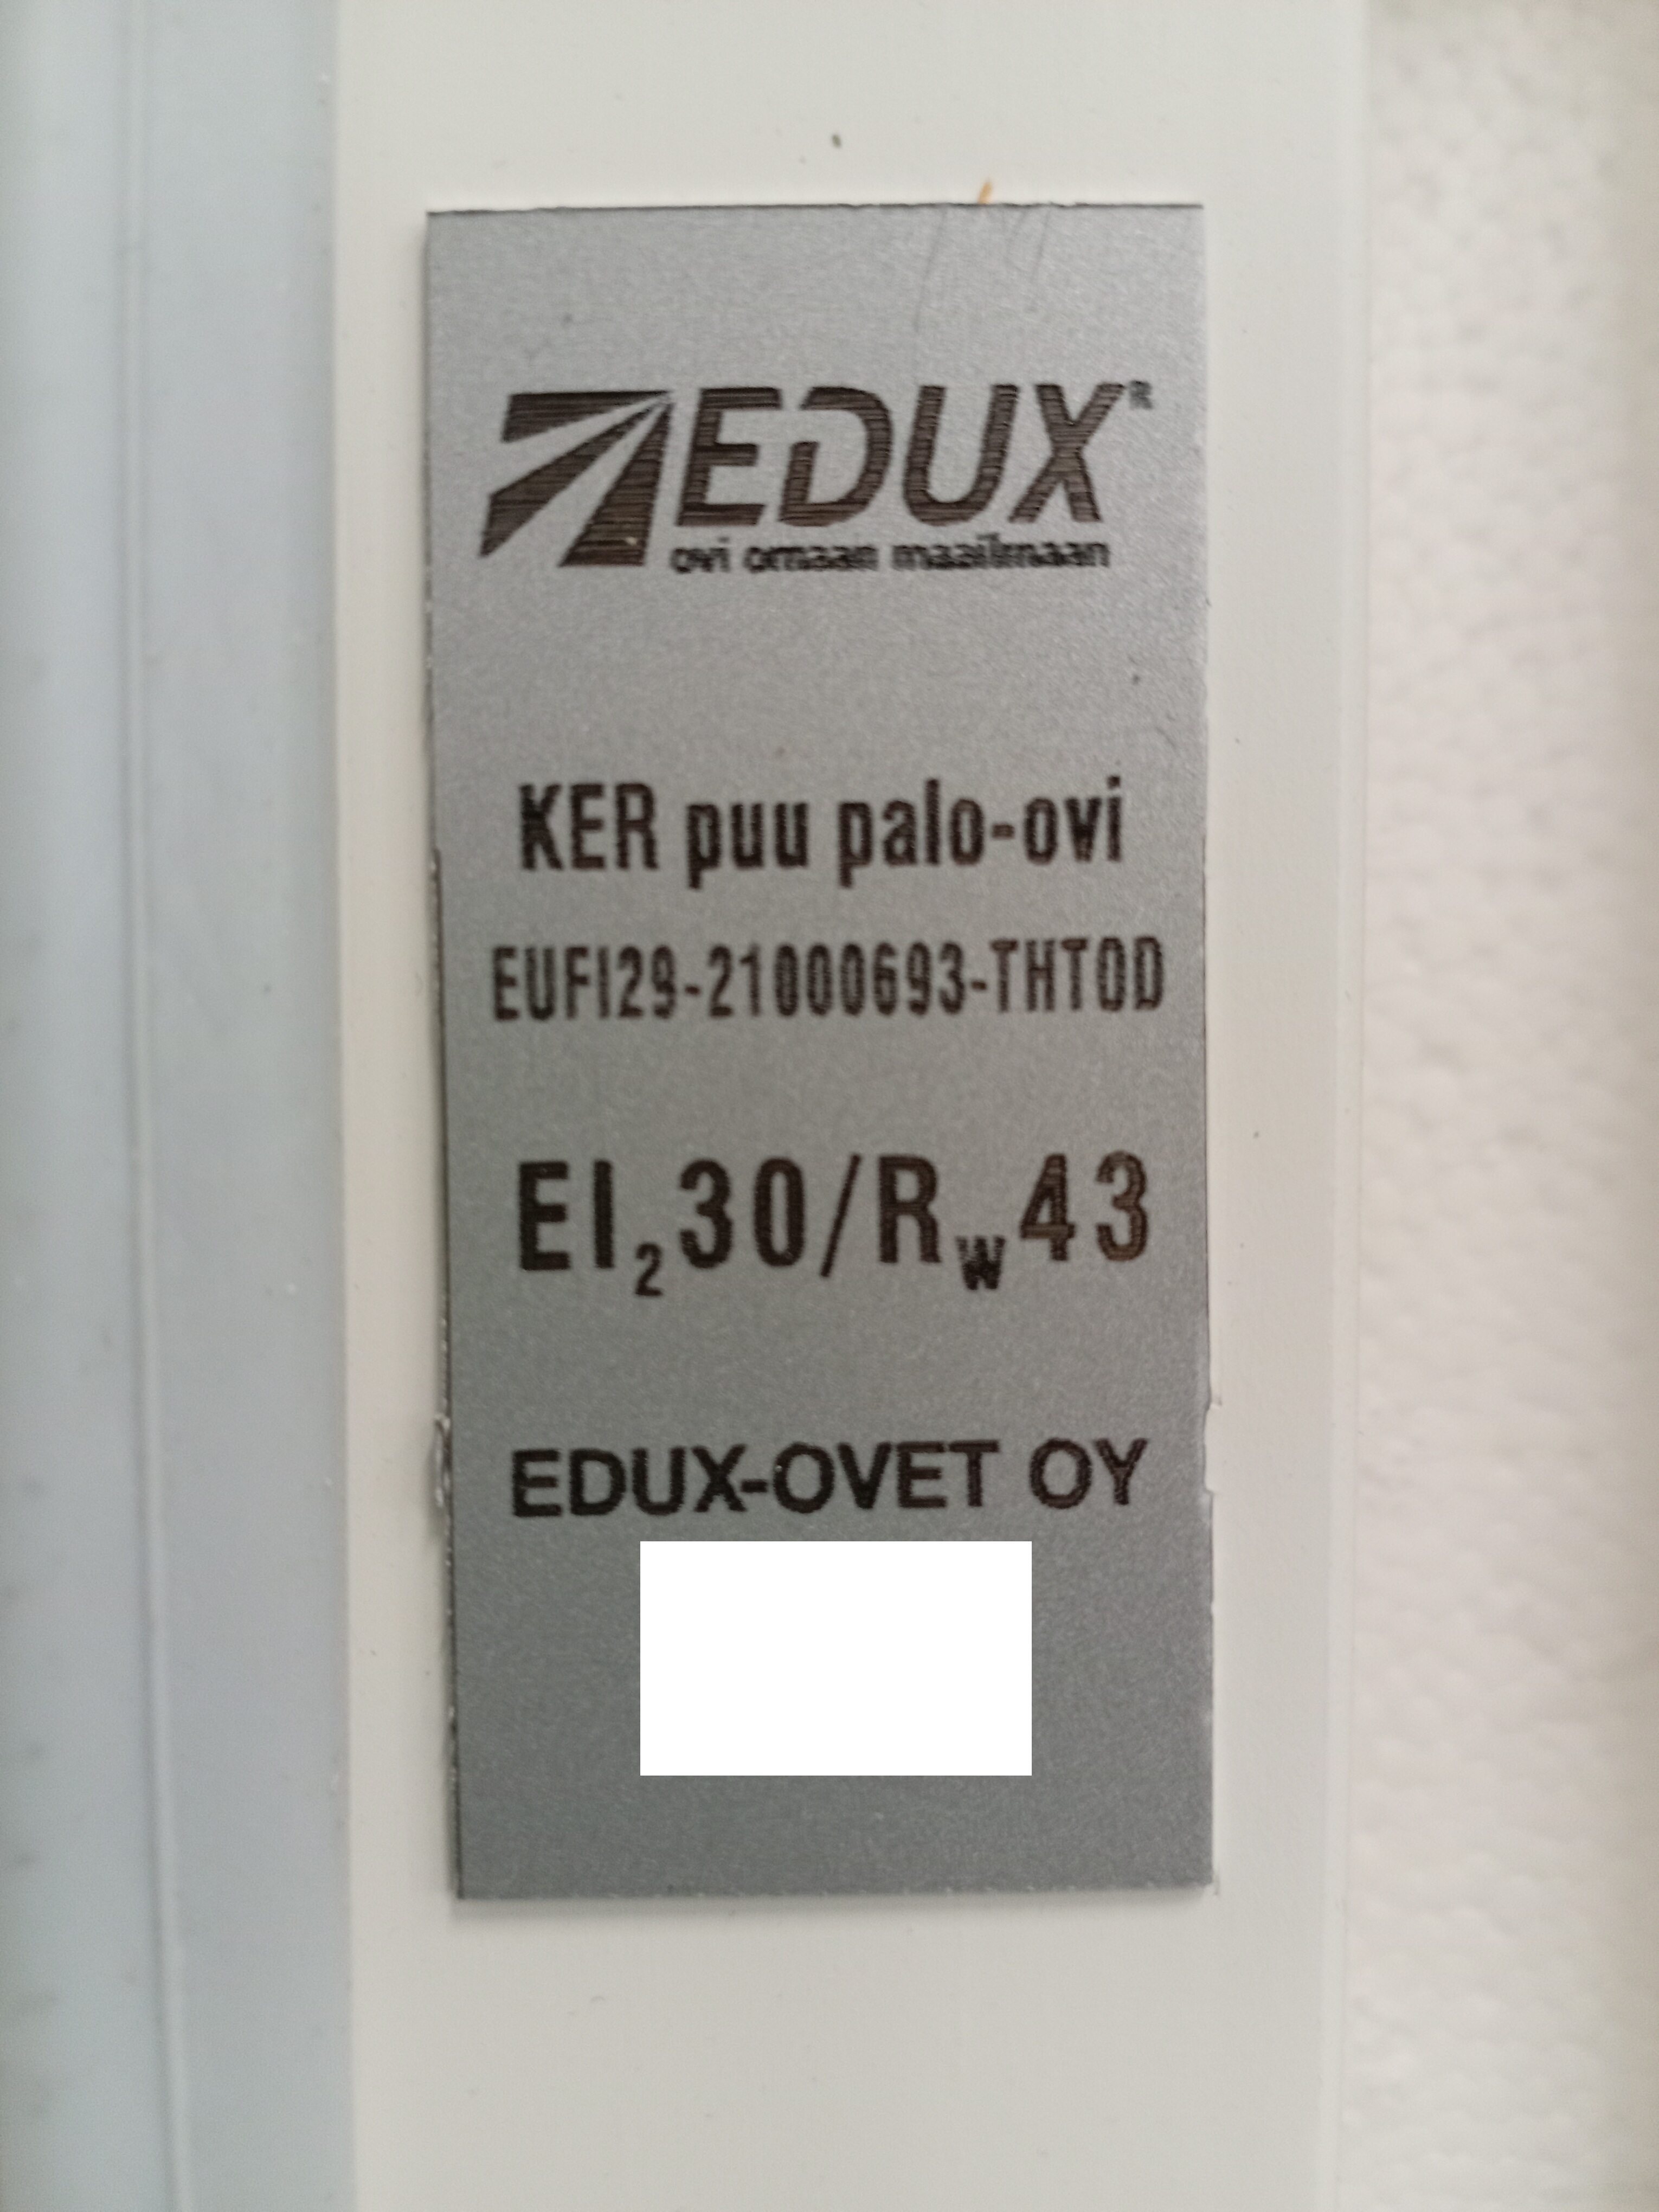 EDUX®
ovi omaan maailmaan
KER puu palo-ovi
EUFI29-21000693-THTOD
EI₂30/Rw43
EDUX-OVET OY